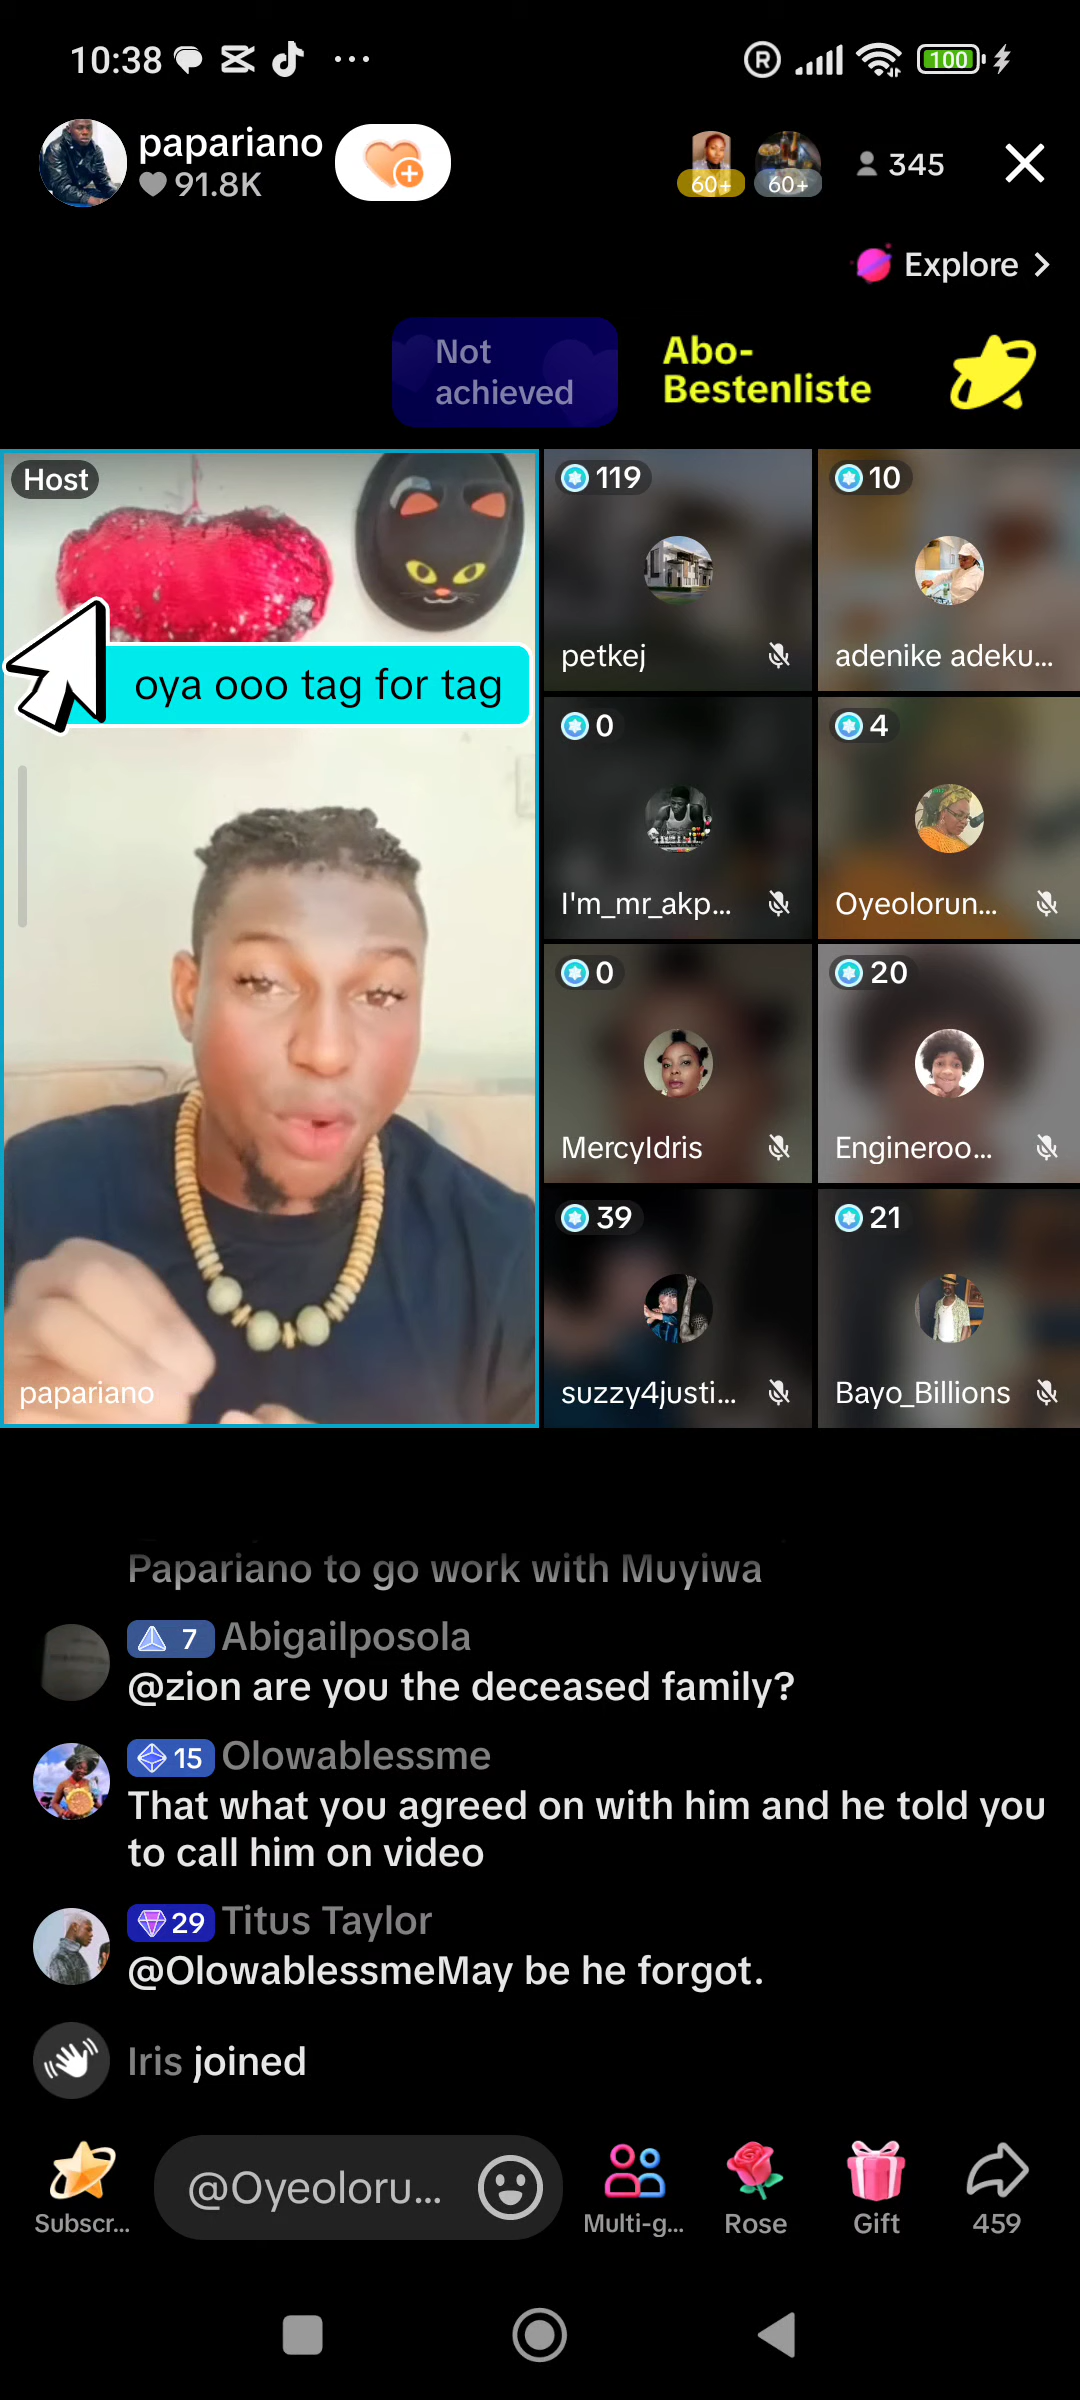 10:38
100
papariano
91.8K
60+
60+
345
Explore
Not
achieved
Abo-
Bestenliste
Host
oya ooo tag for tag
papariano
119
petkej
10
adenike adeku...
0
I'm_mr_akp...
4
Oyeolorun...
0
MercyIdris
20
Engineroo...
39
suzzy4justi...
21
Bayo_Billions
Papariano to go work with Muyiwa
7 Abigailposola
@zion are you the deceased family?
15 Olowablessme
That what you agreed on with him and he told you
to call him on video
29 Titus Taylor
@OlowablessmeMay be he forgot.
Iris joined
Subscr...
@Oyeoloru...
Multi-g...
Rose
Gift
459